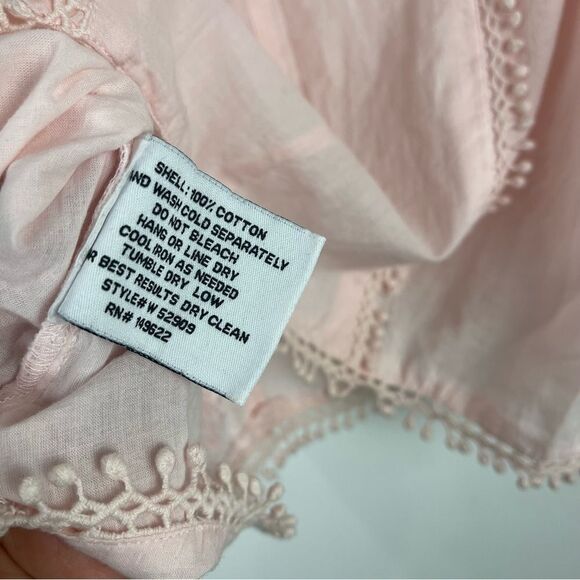 SHELL: 100% COTTON
ND WASH COLD SEPARATELY
DO NOT BLEACH
HANG OR LINE DRY
COOL IRON AS NEEDED
TUMBLE DRY LOW
R BEST RESULTS DRY CLEAN
STYLE# W 52909
RN# 149622